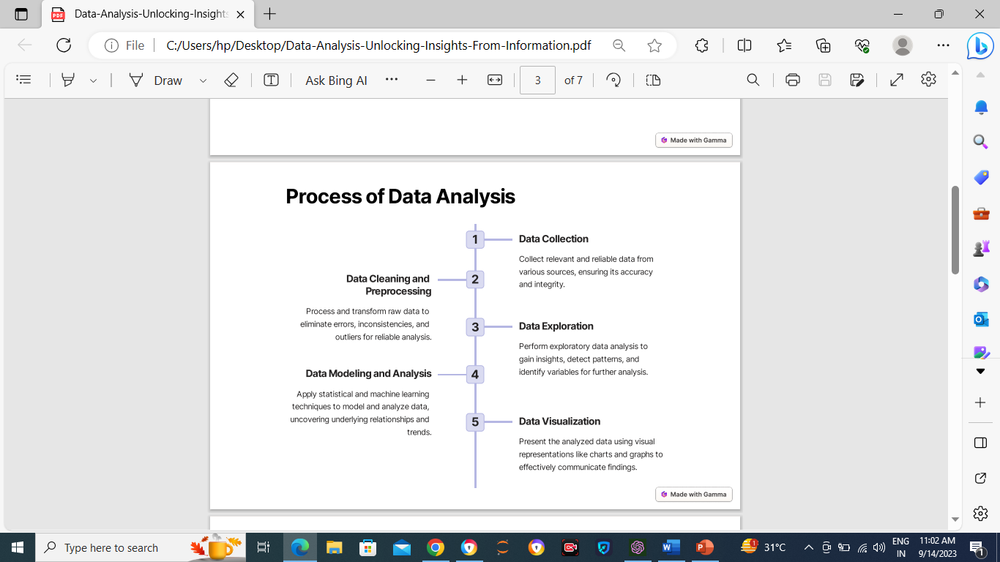 Data-Analysis-Unlocking-Insights
File
C:/Users/hp/Desktop/Data-Analysis-Unlocking-Insights-From-Information.pdf
Draw
Ask Bing AI
3
of 7
Made with Gamma
Process of Data Analysis
1
Data Collection
Collect relevant and reliable data from
various sources, ensuring its accuracy
and integrity.
2
Data Cleaning and
Preprocessing
Process and transform raw data to
eliminate errors, inconsistencies, and
outliers for reliable analysis.
3
Data Exploration
Perform exploratory data analysis to
gain insights, detect patterns, and
identify variables for further analysis.
4
Data Modeling and Analysis
Apply statistical and machine learning
techniques to model and analyze data,
uncovering underlying relationships and
trends.
5
Data Visualization
Present the analyzed data using visual
representations like charts and graphs to
effectively communicate findings.
Made with Gamma
Type here to search
31°C
ENG
IN
11:02 AM
9/14/2023